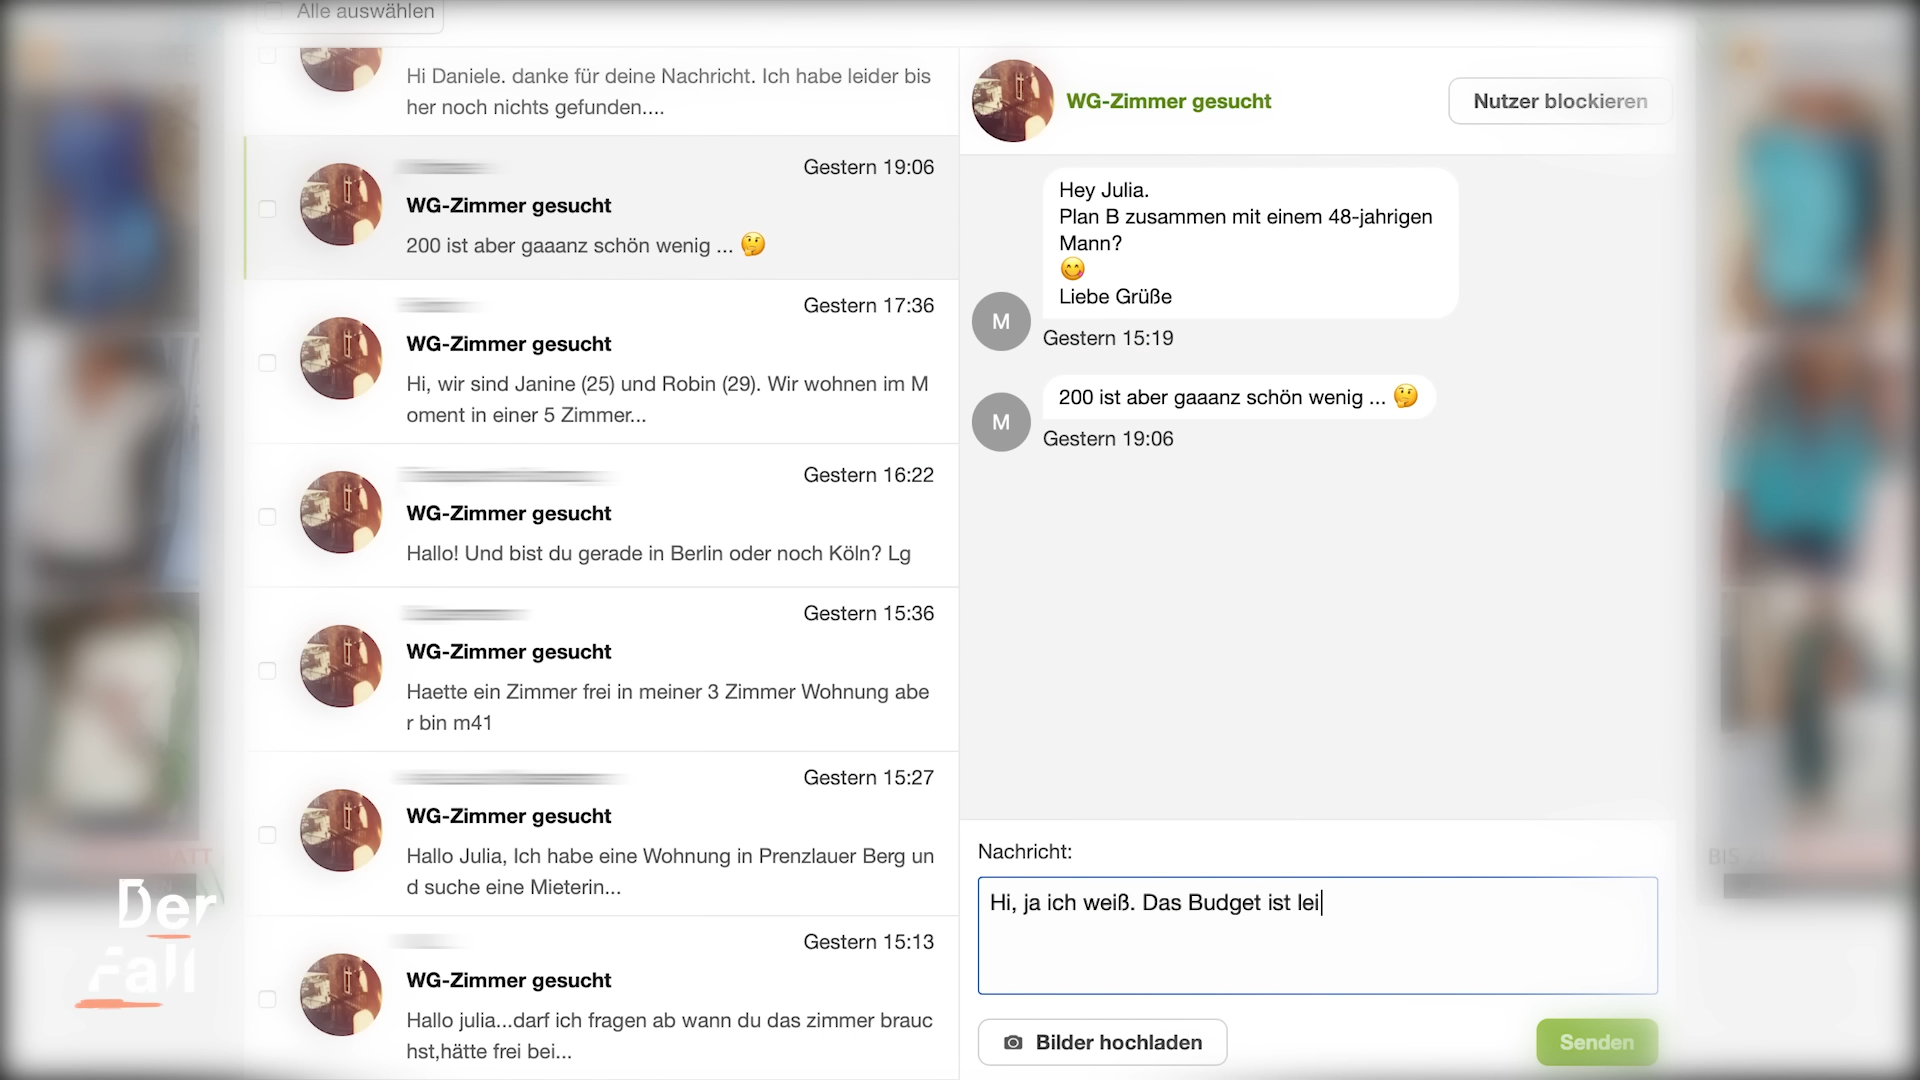 Alle auswählen
Hi Daniele. danke für deine Nachricht. Ich habe leider bis
her noch nichts gefunden....
Gestern 19:06
WG-Zimmer gesucht
200 ist aber gaaanz schön wenig ... 🤔
Gestern 17:36
WG-Zimmer gesucht
Hi, wir sind Janine (25) und Robin (29). Wir wohnen im M
oment in einer 5 Zimmer...
Gestern 16:22
WG-Zimmer gesucht
Hallo! Und bist du gerade in Berlin oder noch Köln? Lg
Gestern 15:36
WG-Zimmer gesucht
Haette ein Zimmer frei in meiner 3 Zimmer Wohnung abe
r bin m41
Gestern 15:27
WG-Zimmer gesucht
Hallo Julia, Ich habe eine Wohnung in Prenzlauer Berg un
d suche eine Mieterin...
Gestern 15:13
WG-Zimmer gesucht
Hallo julia...darf ich fragen ab wann du das zimmer brauc
hst,hätte frei bei...
WG-Zimmer gesucht
Nutzer blockieren
Hey Julia.
Plan B zusammen mit einem 48-jahrigen
Mann?
😋
Liebe Grüße
M
Gestern 15:19
200 ist aber gaaanz schön wenig ... 🤔
M
Gestern 19:06
Nachricht:
Hi, ja ich weiß. Das Budget ist lei
Bilder hochladen
Senden
Der
Fall
BIS